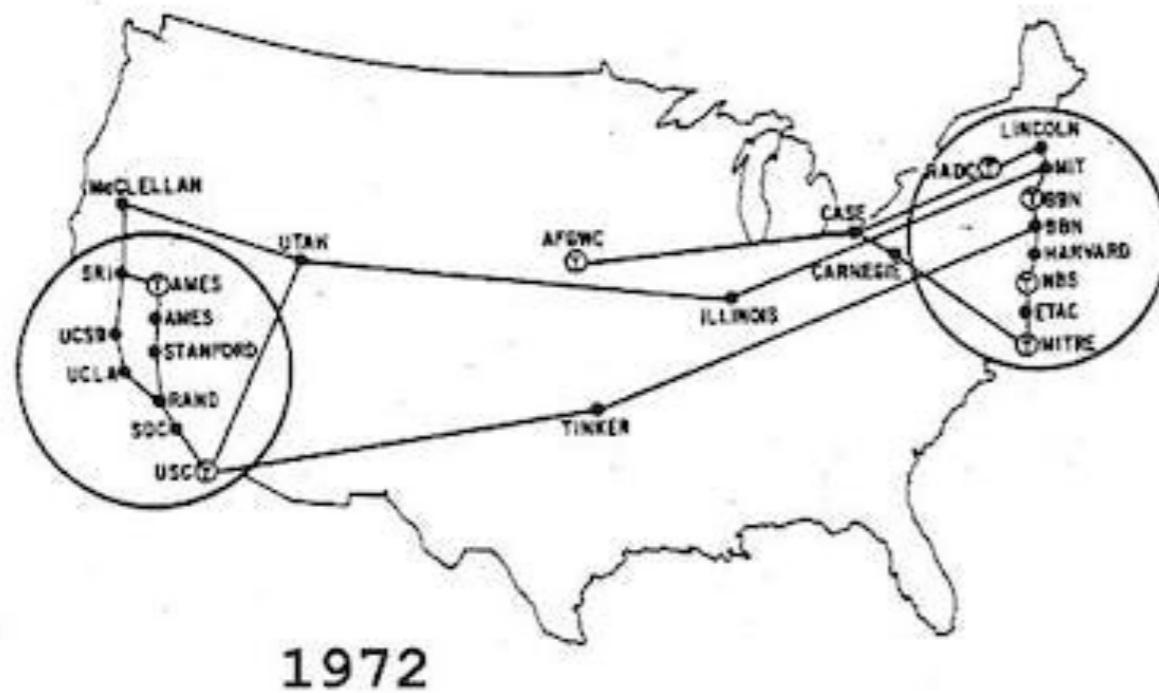 LINCOLN
RADC T
MIT
McCLELLAN
T BBN
CASE
BBN
UTAH
AFGWC
T
CARNEGIE
HARVARD
SRI
T AMES
T NBS
ILLINOIS
AMES
ETAC
UCSB
STANFORD
T MITRE
UCLA
RAND
TINKER
SDC
USC T
1972